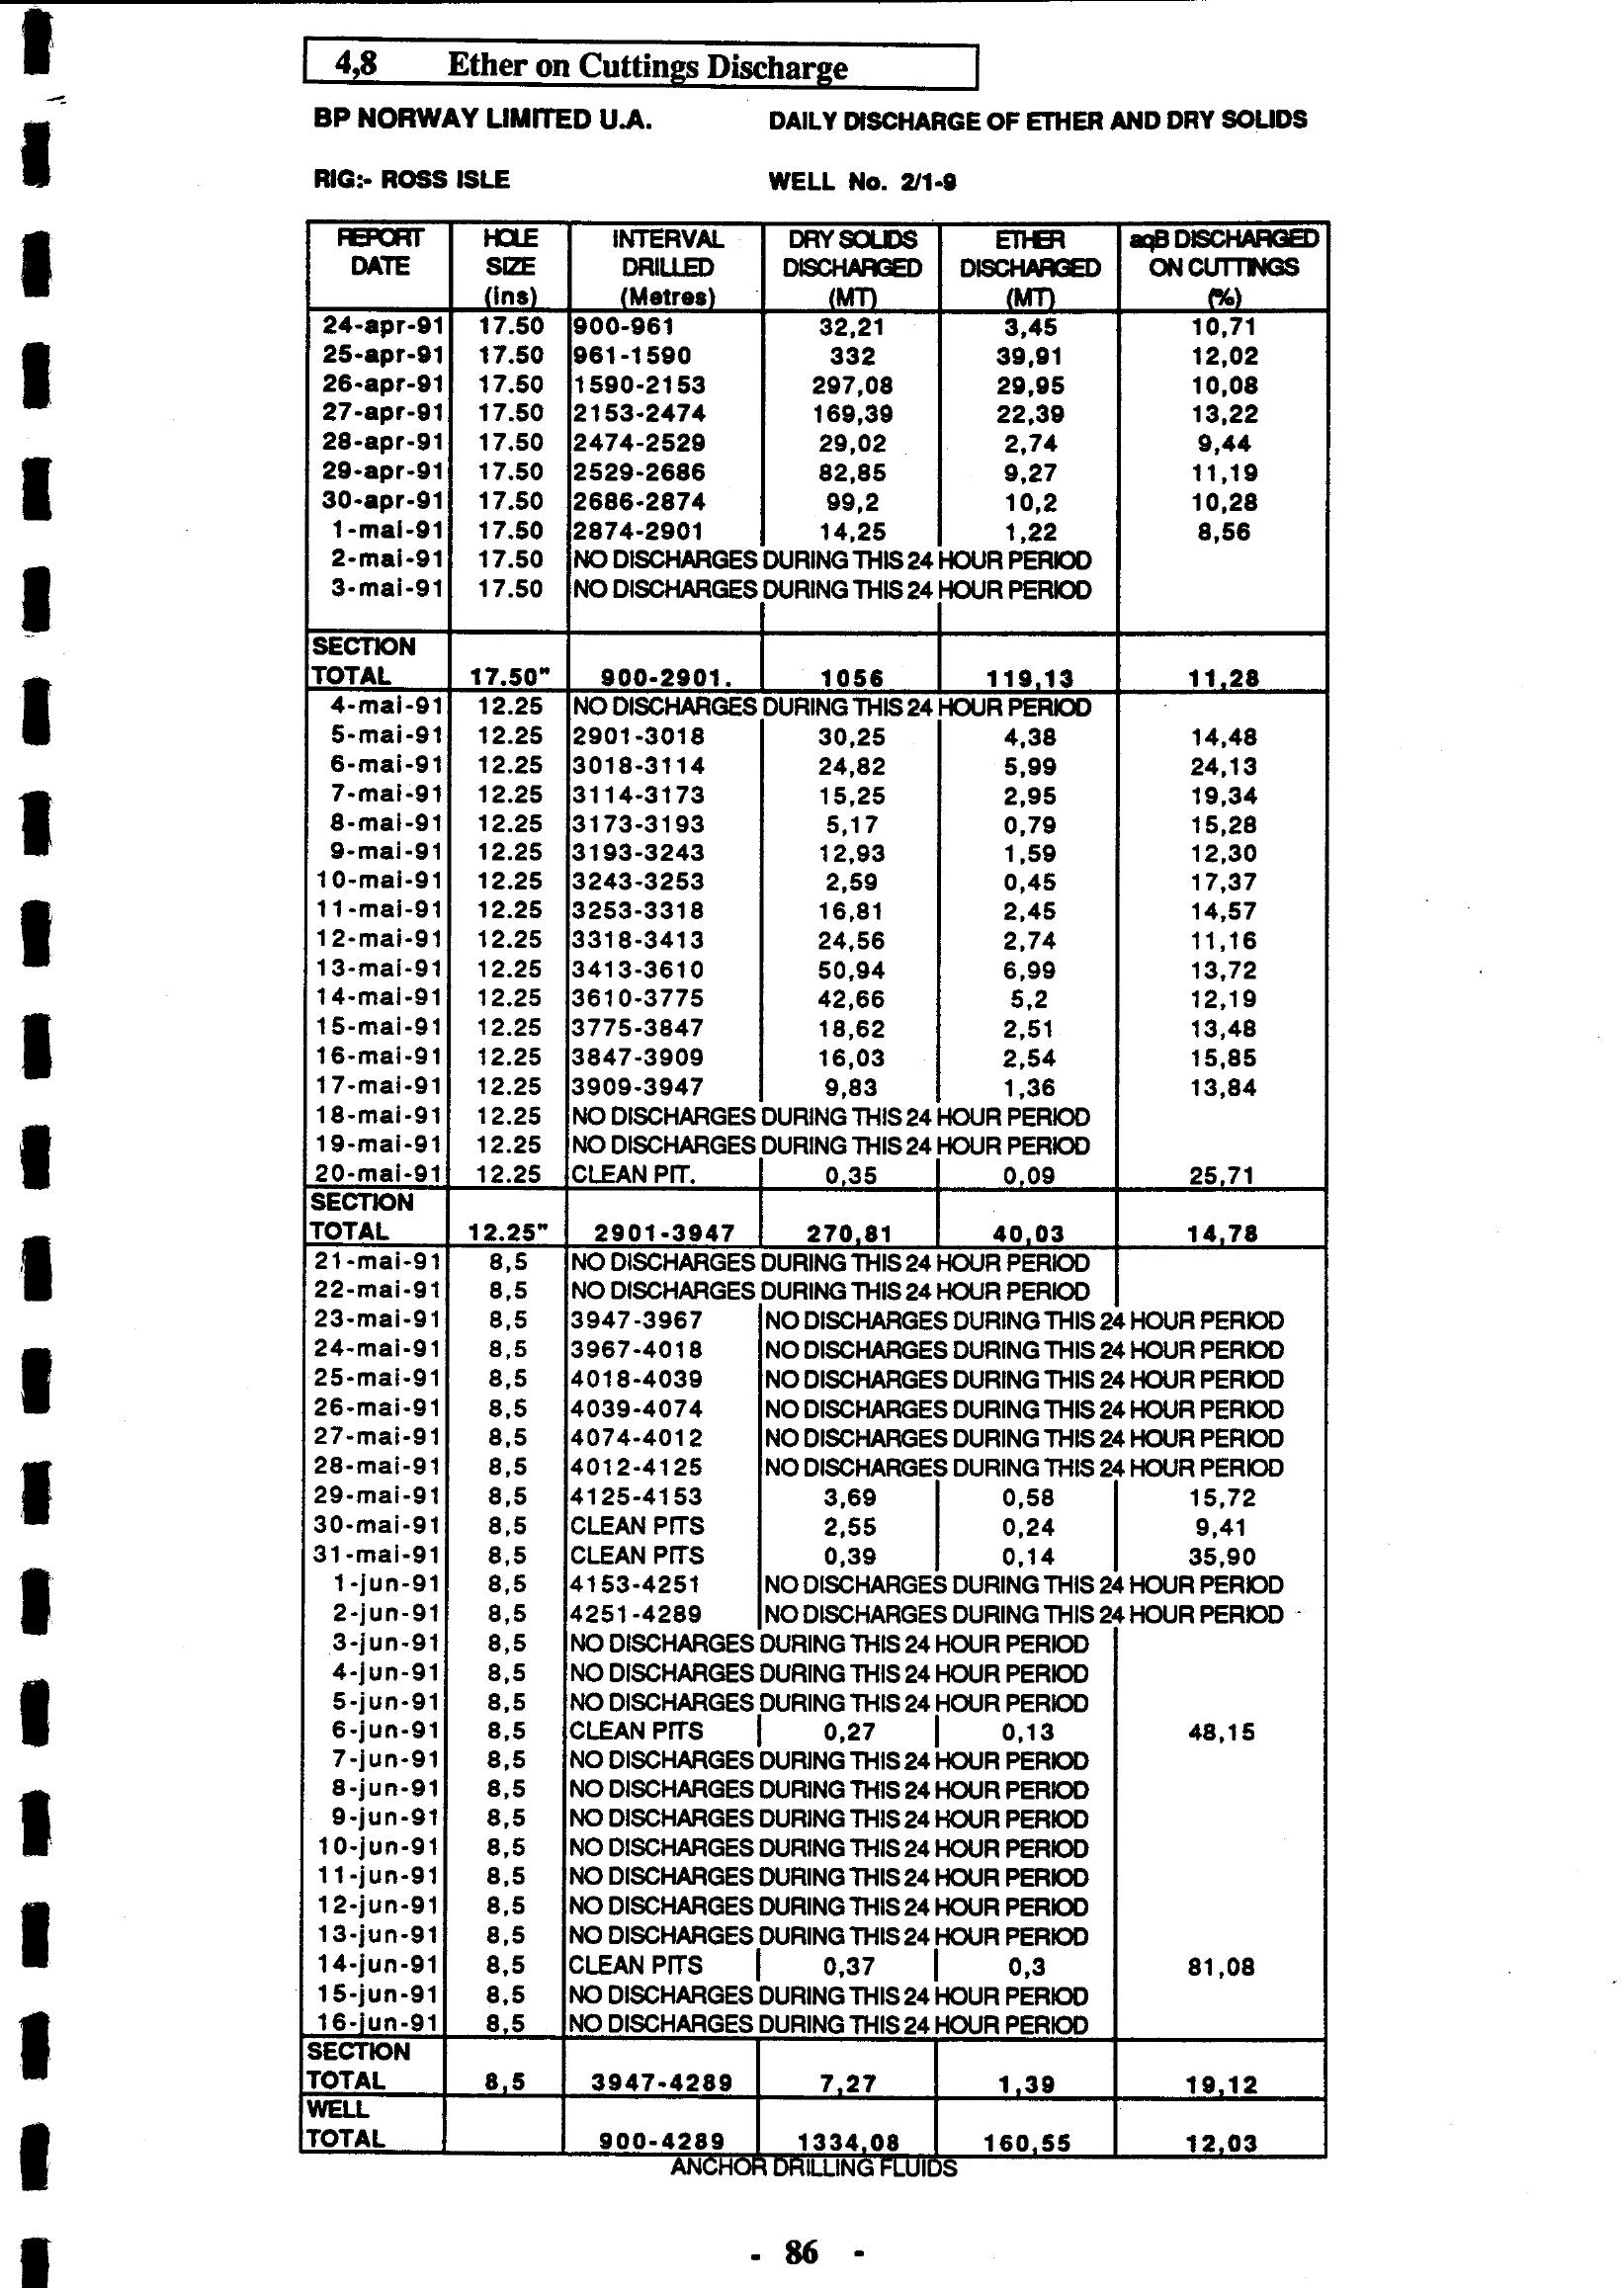 4,8 Ether on Cuttings Discharge
BP NORWAY LIMITED U.A. DAILY DISCHARGE OF ETHER AND DRY SOLIDS
RIG:- ROSS ISLE WELL No. 2/1-9
REPORT HOLE INTERVAL DRY SOLIDS ETHER aqB DISCHARGED
DATE SIZE DRILLED DISCHARGED DISCHARGED ON CUTTINGS
(ins) (Metres) (MT) (MT) (%)
24-apr-91 17.50 900-961 32,21 3,45 10,71
25-apr-91 17.50 961-1590 332 39,91 12,02
26-apr-91 17.50 1590-2153 297,08 29,95 10,08
27-apr-91 17.50 2153-2474 169,39 22,39 13,22
28-apr-91 17.50 2474-2529 29,02 2,74 9,44
29-apr-91 17.50 2529-2686 82,85 9,27 11,19
30-apr-91 17.50 2686-2874 99,2 10,2 10,28
1-mai-91 17.50 2874-2901 14,25 1,22 8,56
2-mai-91 17.50 NO DISCHARGES DURING THIS 24 HOUR PERIOD
3-mai-91 17.50 NO DISCHARGES DURING THIS 24 HOUR PERIOD
SECTION
TOTAL 17.50" 900-2901. 1056 119,13 11,28
4-mai-91 12.25 NO DISCHARGES DURING THIS 24 HOUR PERIOD
5-mai-91 12.25 2901-3018 30,25 4,38 14,48
6-mai-91 12.25 3018-3114 24,82 5,99 24,13
7-mai-91 12.25 3114-3173 15,25 2,95 19,34
8-mai-91 12.25 3173-3193 5,17 0,79 15,28
9-mai-91 12.25 3193-3243 12,93 1,59 12,30
10-mai-91 12.25 3243-3253 2,59 0,45 17,37
11-mai-91 12.25 3253-3318 16,81 2,45 14,57
12-mai-91 12.25 3318-3413 24,56 2,74 11,16
13-mai-91 12.25 3413-3610 50,94 6,99 13,72
14-mai-91 12.25 3610-3775 42,66 5,2 12,19
15-mai-91 12.25 3775-3847 18,62 2,51 13,48
16-mai-91 12.25 3847-3909 16,03 2,54 15,85
17-mai-91 12.25 3909-3947 9,83 1,36 13,84
18-mai-91 12.25 NO DISCHARGES DURING THIS 24 HOUR PERIOD
19-mai-91 12.25 NO DISCHARGES DURING THIS 24 HOUR PERIOD
20-mai-91 12.25 CLEAN PIT. 0,35 0,09 25,71
SECTION
TOTAL 12.25" 2901-3947 270,81 40,03 14,78
21-mai-91 8,5 NO DISCHARGES DURING THIS 24 HOUR PERIOD
22-mai-91 8,5 NO DISCHARGES DURING THIS 24 HOUR PERIOD
23-mai-91 8,5 3947-3967 NO DISCHARGES DURING THIS 24 HOUR PERIOD
24-mai-91 8,5 3967-4018 NO DISCHARGES DURING THIS 24 HOUR PERIOD
25-mai-91 8,5 4018-4039 NO DISCHARGES DURING THIS 24 HOUR PERIOD
26-mai-91 8,5 4039-4074 NO DISCHARGES DURING THIS 24 HOUR PERIOD
27-mai-91 8,5 4074-4012 NO DISCHARGES DURING THIS 24 HOUR PERIOD
28-mai-91 8,5 4012-4125 NO DISCHARGES DURING THIS 24 HOUR PERIOD
29-mai-91 8,5 4125-4153 3,69 0,58 15,72
30-mai-91 8,5 CLEAN PITS 2,55 0,24 9,41
31-mai-91 8,5 CLEAN PITS 0,39 0,14 35,90
1-jun-91 8,5 4153-4251 NO DISCHARGES DURING THIS 24 HOUR PERIOD
2-jun-91 8,5 4251-4289 NO DISCHARGES DURING THIS 24 HOUR PERIOD
3-jun-91 8,5 NO DISCHARGES DURING THIS 24 HOUR PERIOD
4-jun-91 8,5 NO DISCHARGES DURING THIS 24 HOUR PERIOD
5-jun-91 8,5 NO DISCHARGES DURING THIS 24 HOUR PERIOD
6-jun-91 8,5 CLEAN PITS 0,27 0,13 48,15
7-jun-91 8,5 NO DISCHARGES DURING THIS 24 HOUR PERIOD
8-jun-91 8,5 NO DISCHARGES DURING THIS 24 HOUR PERIOD
9-jun-91 8,5 NO DISCHARGES DURING THIS 24 HOUR PERIOD
10-jun-91 8,5 NO DISCHARGES DURING THIS 24 HOUR PERIOD
11-jun-91 8,5 NO DISCHARGES DURING THIS 24 HOUR PERIOD
12-jun-91 8,5 NO DISCHARGES DURING THIS 24 HOUR PERIOD
13-jun-91 8,5 NO DISCHARGES DURING THIS 24 HOUR PERIOD
14-jun-91 8,5 CLEAN PITS 0,37 0,3 81,08
15-jun-91 8,5 NO DISCHARGES DURING THIS 24 HOUR PERIOD
16-jun-91 8,5 NO DISCHARGES DURING THIS 24 HOUR PERIOD
SECTION
TOTAL 8,5 3947-4289 7,27 1,39 19,12
WELL
TOTAL 900-4289 1334,08 160,55 12,03
ANCHOR DRILLING FLUIDS
- 86 -